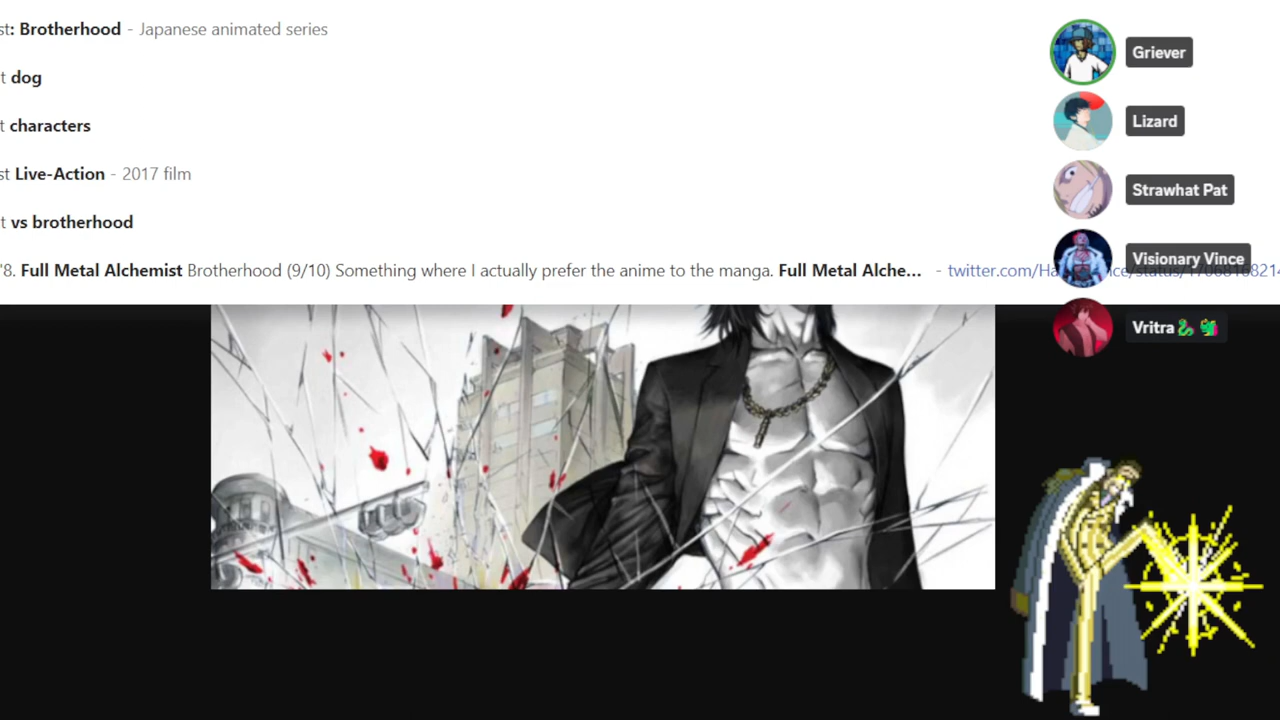 st: Brotherhood - Japanese animated series
t dog
t characters
st Live-Action - 2017 film
t vs brotherhood
'8. Full Metal Alchemist Brotherhood (9/10) Something where I actually prefer the anime to the manga. Full Metal Alche... - twitter.com/Ha
Griever
Lizard
Strawhat Pat
Visionary Vince
Vritra🐍 🐲